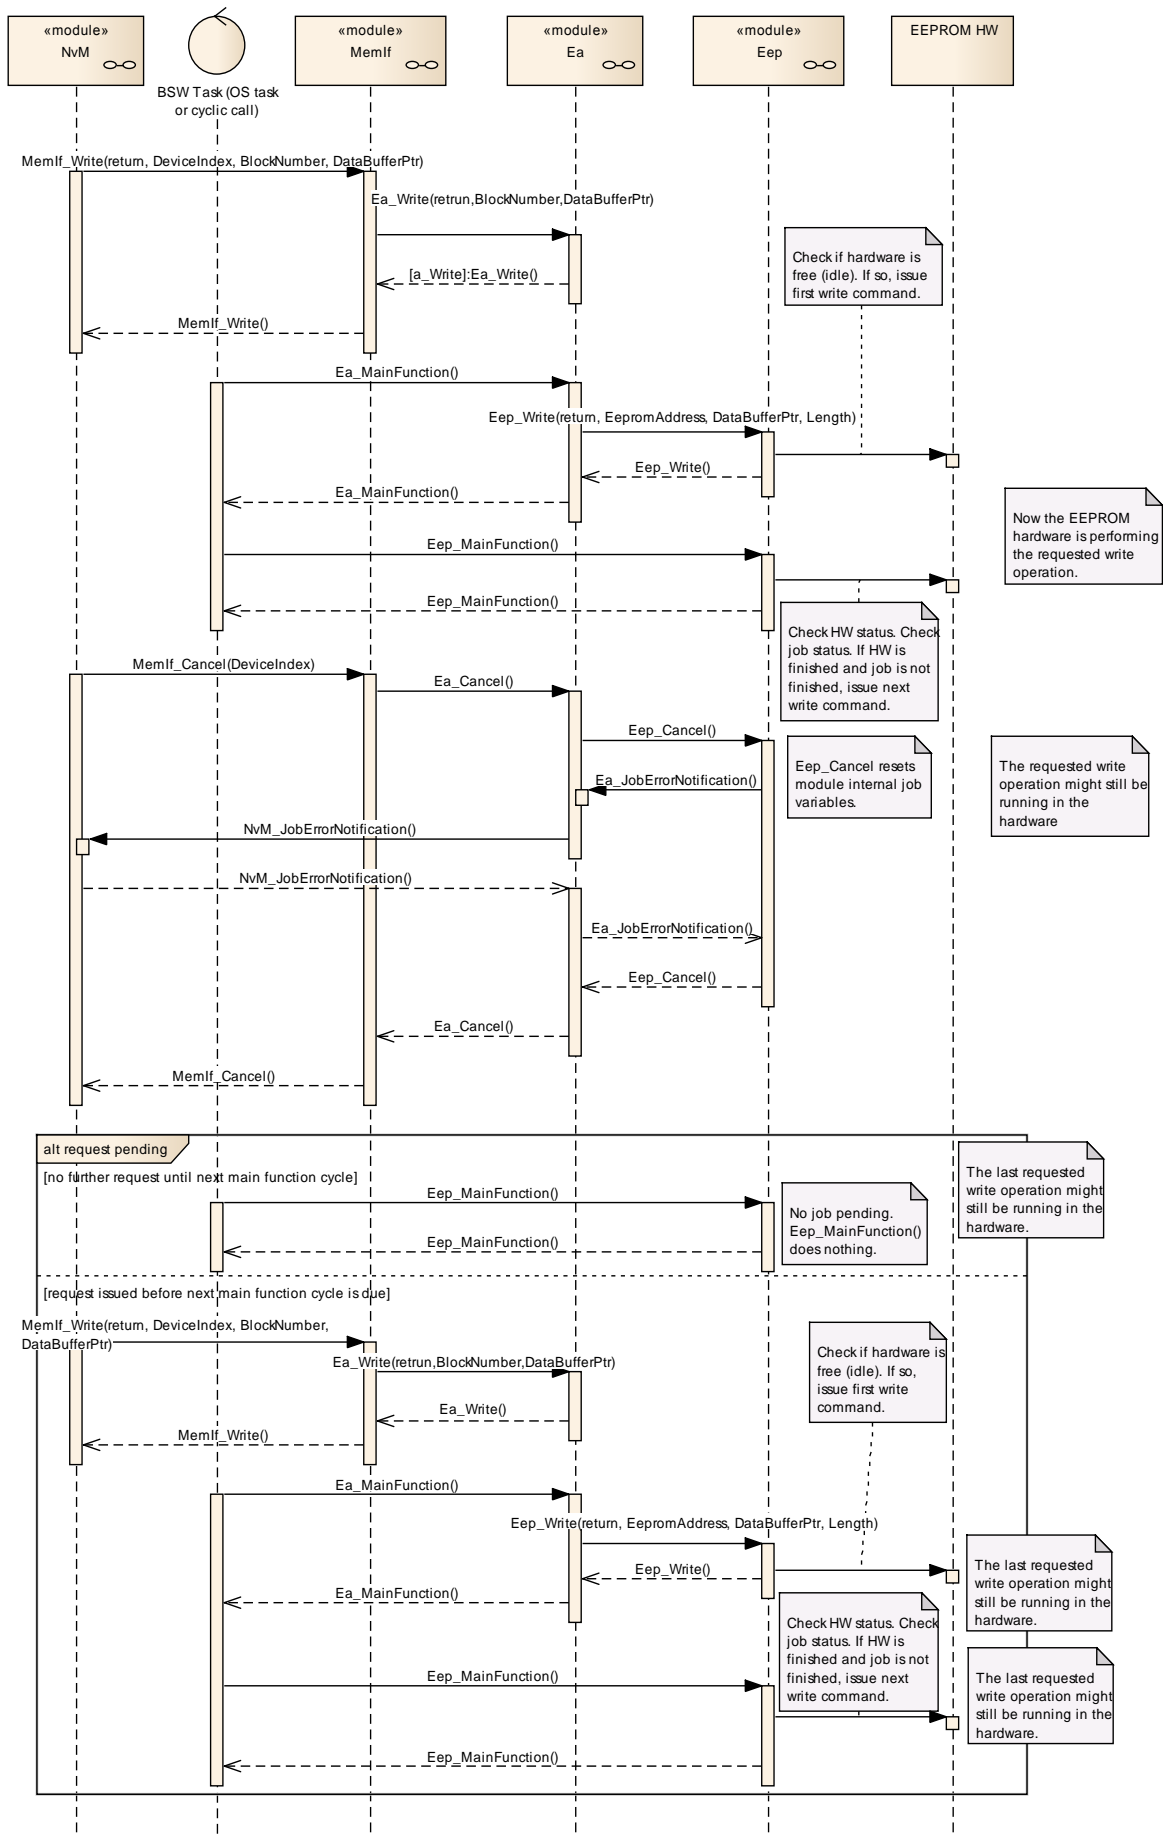 «module»
NvM
BSW Task (OS task
or cyclic call)
«module»
MemIf
«module»
Ea
«module»
Eep
EEPROM HW
MemIf_Write(return, DeviceIndex, BlockNumber, DataBufferPtr)
Ea_Write(retrun,BlockNumber,DataBufferPtr)
Check if hardware is
free (idle). If so, issue
first write command.
[a_Write]:Ea_Write()
MemIf_Write()
Ea_MainFunction()
Eep_Write(return, EepromAddress, DataBufferPtr, Length)
Eep_Write()
Ea_MainFunction()
Now the EEPROM
hardware is performing
the requested write
operation.
Eep_MainFunction()
Eep_MainFunction()
Check HW status. Check
job status. If HW is
finished and job is not
finished, issue next
write command.
MemIf_Cancel(DeviceIndex)
Ea_Cancel()
Eep_Cancel()
Eep_Cancel resets
module internal job
variables.
The requested write
operation might still be
running in the
hardware
Ea_JobErrorNotification()
NvM_JobErrorNotification()
NvM_JobErrorNotification()
Ea_JobErrorNotification()
Eep_Cancel()
Ea_Cancel()
MemIf_Cancel()
alt request pending
[no further request until next main function cycle]
The last requested
write operation might
still be running in the
hardware.
Eep_MainFunction()
No job pending.
Eep_MainFunction()
does nothing.
Eep_MainFunction()
[request issued before next main function cycle is due]
MemIf_Write(return, DeviceIndex, BlockNumber,
DataBufferPtr)
Check if hardware is
free (idle). If so,
issue first write
command.
Ea_Write(retrun,BlockNumber,DataBufferPtr)
Ea_Write()
MemIf_Write()
Ea_MainFunction()
Eep_Write(return, EepromAddress, DataBufferPtr, Length)
Eep_Write()
Ea_MainFunction()
The last requested
write operation might
still be running in the
hardware.
Check HW status. Check
job status. If HW is
finished and job is not
finished, issue next
write command.
Eep_MainFunction()
The last requested
write operation might
still be running in the
hardware.
Eep_MainFunction()